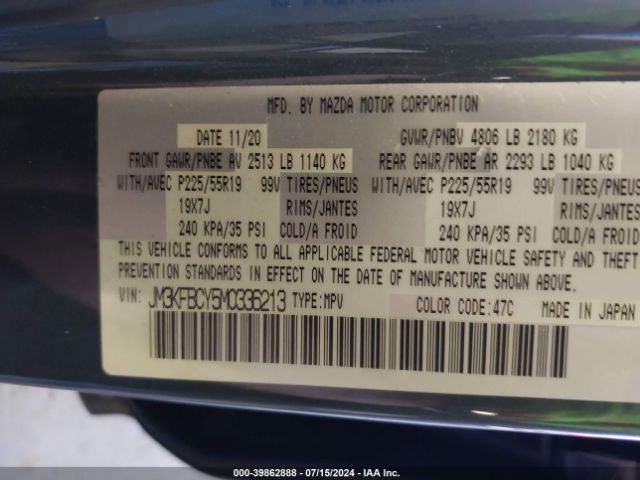 MFD. BY MAZDA MOTOR CORPORATION
DATE 11/20 GVWR/PNBV 4806 LB 2180 KG
FRONT GAWR/PNBE AV 2513 LB 1140 KG REAR GAWR/PNBE AR 2293 LB 1040 KG
WITH/AVEC P225/55R19 99V TIRES/PNEUS WITH/AVEC P225/55R19 99V TIRES/PNEUS
19X7J RIMS/JANTES 19X7J RIMS/JANTES
240 KPA/35 PSI COLD/A FROID 240 KPA/35 PSI COLD/A FROID
THIS VEHICLE CONFORMS TO ALL APPLICABLE FEDERAL MOTOR VEHICLE SAFETY AND THEFT
PREVENTION STANDARDS IN EFFECT ON THE DATE OF MANUFACTURE SHOWN ABOVE.
VIN: JM3KFBCY5M0336213 TYPE:MPV COLOR CODE:47C MADE IN JAPAN
000-39862888 - 07/15/2024 - IAA Inc.